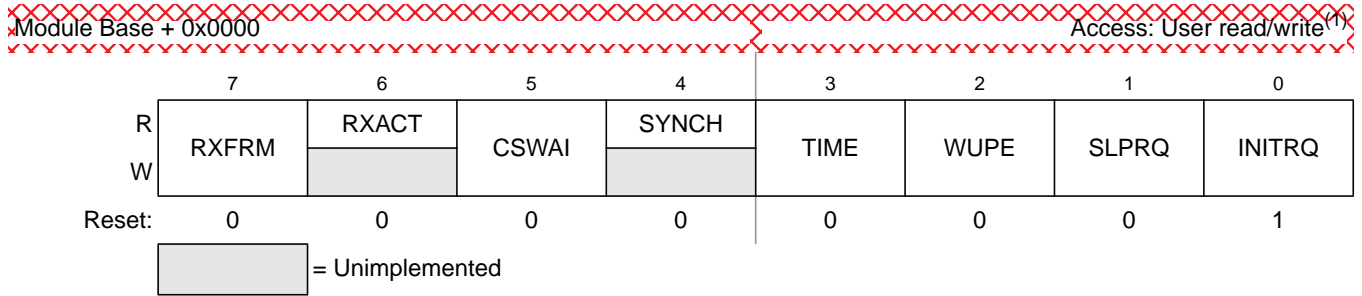 Module Base + 0x0000 Access: User read/write(1)
7 6 5 4 3 2 1 0
R RXFRM RXACT CSWAI SYNCH TIME WUPE SLPRQ INITRQ
W
Reset: 0 0 0 0 0 0 0 1
= Unimplemented